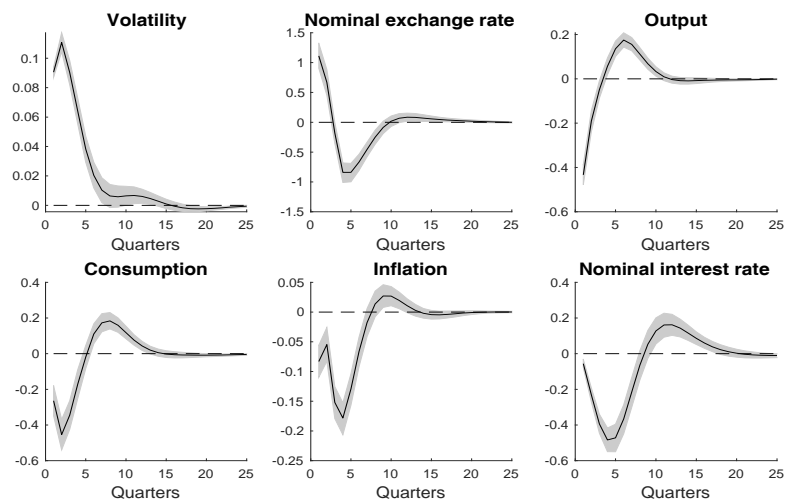 Volatility Nominal exchange rate Output
0.1
0.08
0.06
0.04
0.02
0
0 5 10 15 20 25
Quarters
1.5
1
0.5
0
-0.5
-1
-1.5
0 5 10 15 20 25
Quarters
0.2
0
-0.2
-0.4
-0.6
0 5 10 15 20 25
Quarters
Consumption Inflation Nominal interest rate
0.4
0.2
0
-0.2
-0.4
-0.6
0 5 10 15 20 25
Quarters
0.05
0
-0.05
-0.1
-0.15
-0.2
-0.25
0 5 10 15 20 25
Quarters
0.4
0.2
0
-0.2
-0.4
-0.6
0 5 10 15 20 25
Quarters